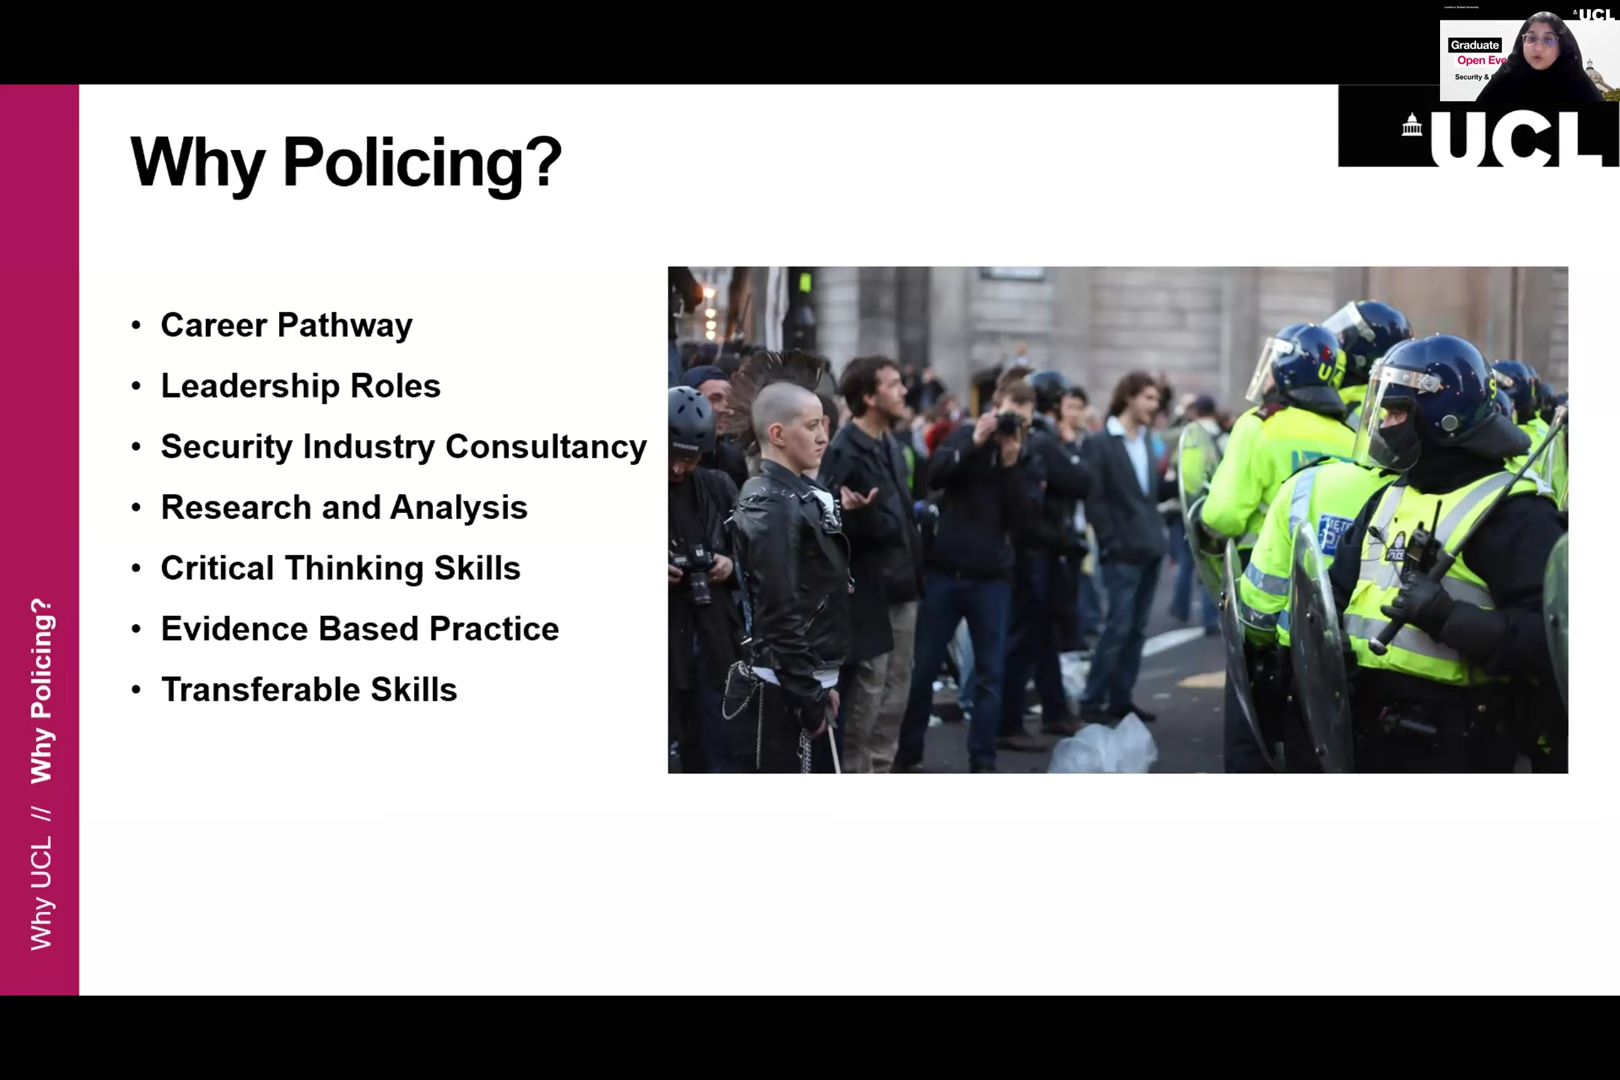 UCL
Graduate
Open Eve
Security &
UCL
Why Policing?
• Career Pathway
• Leadership Roles
• Security Industry Consultancy
• Research and Analysis
• Critical Thinking Skills
• Evidence Based Practice
• Transferable Skills
Why UCL // Why Policing?